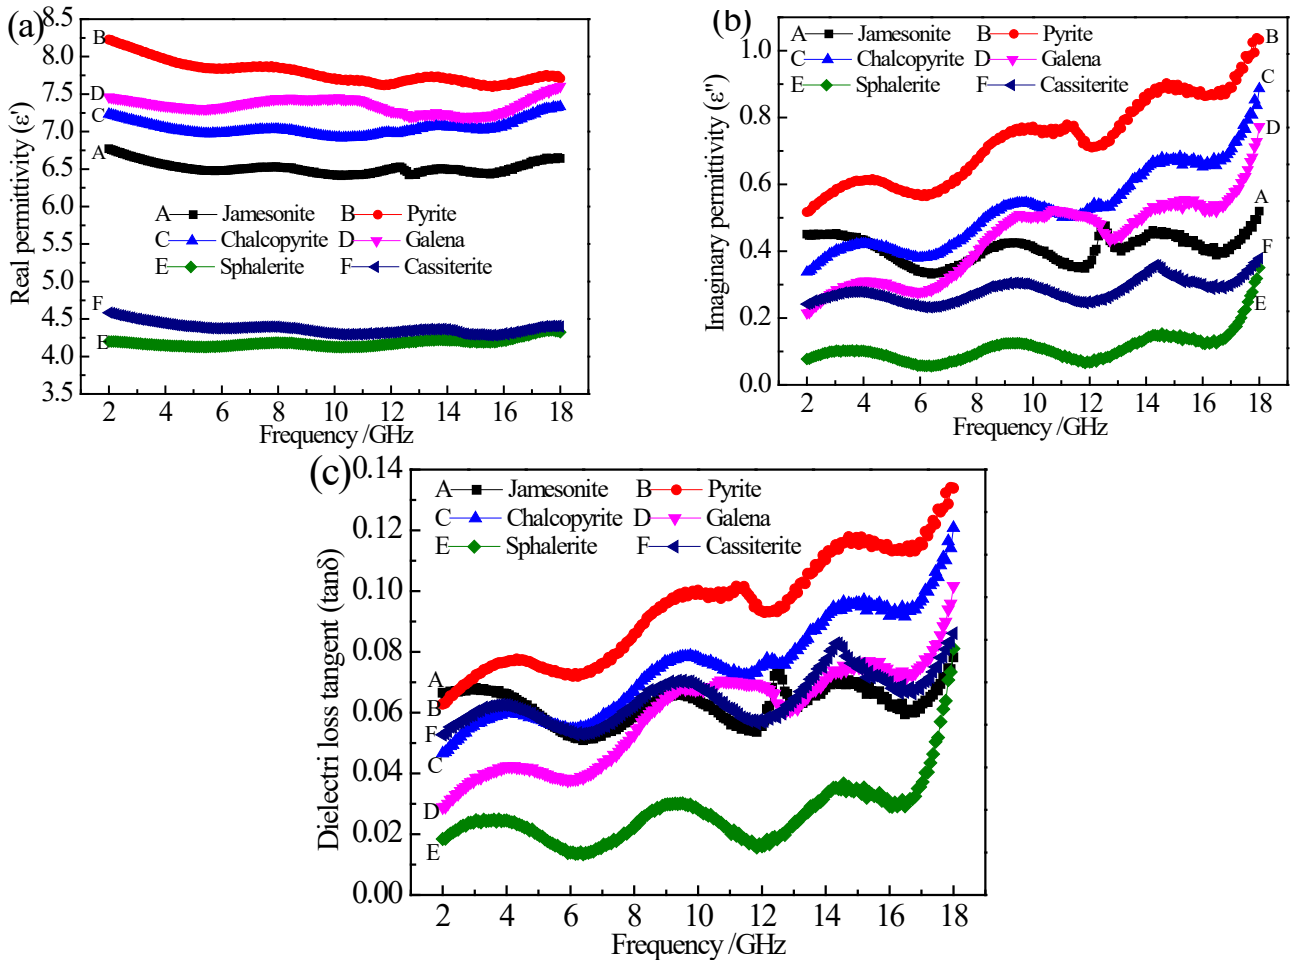 (a)
8.5
8.0
7.5
7.0
6.5
6.0
5.5
5.0
4.5
4.0
3.5
Real permittivity (ε')
B
D
C
A
F
E
A Jamesonite B Pyrite
C Chalcopyrite D Galena
E Sphalerite F Cassiterite
2 4 6 8 10 12 14 16 18
Frequency /GHz
(b)
1.0
0.8
0.6
0.4
0.2
0.0
Imaginary permittivity (ε'')
A Jamesonite B Pyrite
C Chalcopyrite D Galena
E Sphalerite F Cassiterite
B
C
D
A
F
E
2 4 6 8 10 12 14 16 18
Frequency /GHz
(c)
0.14
0.12
0.10
0.08
0.06
0.04
0.02
0.00
Dielectri loss tangent (tanδ)
A Jamesonite B Pyrite
C Chalcopyrite D Galena
E Sphalerite F Cassiterite
A
B
F
C
D
E
2 4 6 8 10 12 14 16 18
Frequency /GHz